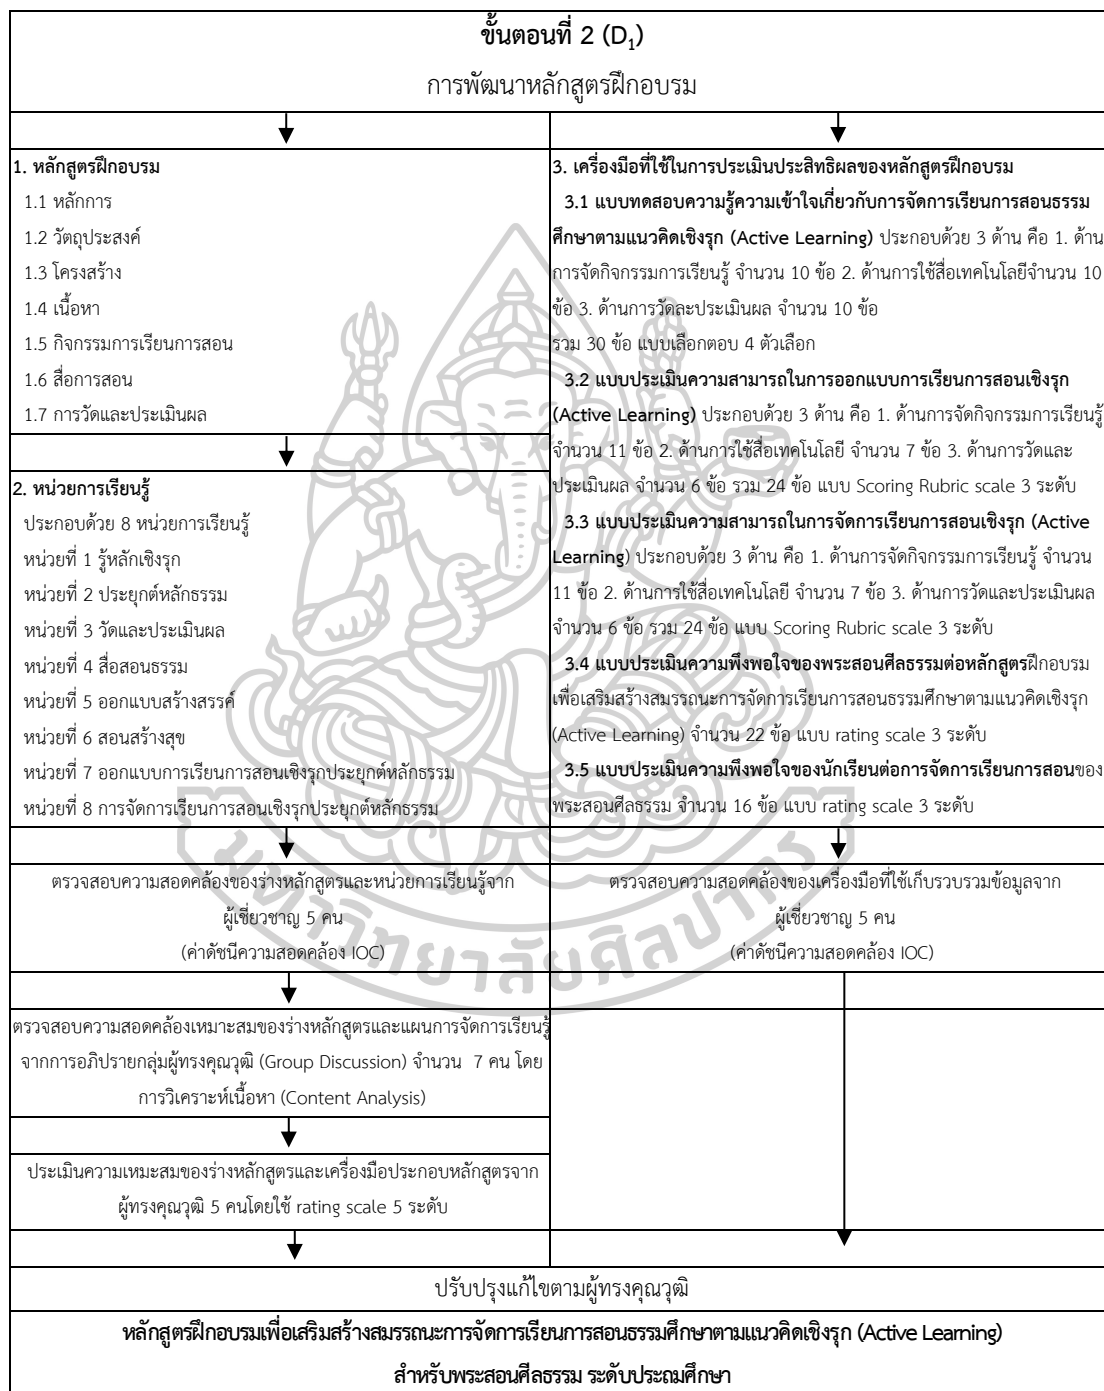 ขั้นตอนที่ 2 (D1)
การพัฒนาหลักสูตรฝึกอบรม
1. หลักสูตรฝึกอบรม
1.1 หลักการ
1.2 วัตถุประสงค์
1.3 โครงสร้าง
1.4 เนื้อหา
1.5 กิจกรรมการเรียนการสอน
1.6 สื่อการสอน
1.7 การวัดและประเมินผล
2. หน่วยการเรียนรู้
ประกอบด้วย 8 หน่วยการเรียนรู้
หน่วยที่ 1 รู้หลักเชิงรุก
หน่วยที่ 2 ประยุกต์หลักธรรม
หน่วยที่ 3 วัดและประเมินผล
หน่วยที่ 4 สื่อสอนธรรม
หน่วยที่ 5 ออกแบบสร้างสรรค์
หน่วยที่ 6 สอนสร้างสุข
หน่วยที่ 7 ออกแบบการเรียนการสอนเชิงรุกประยุกต์หลักธรรม
หน่วยที่ 8 การจัดการเรียนการสอนเชิงรุกประยุกต์หลักธรรม
3. เครื่องมือที่ใช้ในการประเมินประสิทธิผลของหลักสูตรฝึกอบรม
3.1 แบบทดสอบความรู้ความเข้าใจเกี่ยวกับการจัดการเรียนการสอนธรรม
ศึกษาตามแนวคิดเชิงรุก (Active Learning) ประกอบด้วย 3 ด้าน คือ 1. ด้าน
การจัดกิจกรรมการเรียนรู้ จำนวน 10 ข้อ 2. ด้านการใช้สื่อเทคโนโลยีจำนวน 10
ข้อ 3. ด้านการวัดละประเมินผล จำนวน 10 ข้อ
รวม 30 ข้อ แบบเลือกตอบ 4 ตัวเลือก
3.2 แบบประเมินความสามารถในการออกแบบการเรียนการสอนเชิงรุก
(Active Learning) ประกอบด้วย 3 ด้าน คือ 1. ด้านการจัดกิจกรรมการเรียนรู้
จำนวน 11 ข้อ 2. ด้านการใช้สื่อเทคโนโลยี จำนวน 7 ข้อ 3. ด้านการวัดและ
ประเมินผล จำนวน 6 ข้อ รวม 24 ข้อ แบบ Scoring Rubric scale 3 ระดับ
3.3 แบบประเมินความสามารถในการจัดการเรียนการสอนเชิงรุก (Active
Learning) ประกอบด้วย 3 ด้าน คือ 1. ด้านการจัดกิจกรรมการเรียนรู้ จำนวน
11 ข้อ 2. ด้านการใช้สื่อเทคโนโลยี จำนวน 7 ข้อ 3. ด้านการวัดและประเมินผล
จำนวน 6 ข้อ รวม 24 ข้อ แบบ Scoring Rubric scale 3 ระดับ
3.4 แบบประเมินความพึงพอใจของพระสอนศีลธรรมต่อหลักสูตรฝึกอบรม
เพื่อเสริมสร้างสมรรถนะการจัดการเรียนการสอนธรรมศึกษาตามแนวคิดเชิงรุก
(Active Learning) จำนวน 22 ข้อ แบบ rating scale 3 ระดับ
3.5 แบบประเมินความพึงพอใจของนักเรียนต่อการจัดการเรียนการสอนของ
พระสอนศีลธรรม จำนวน 16 ข้อ แบบ rating scale 3 ระดับ
ตรวจสอบความสอดคล้องของร่างหลักสูตรและหน่วยการเรียนรู้จาก
ผู้เชี่ยวชาญ 5 คน
(ค่าดัชนีความสอดคล้อง IOC)
ตรวจสอบความสอดคล้องของเครื่องมือที่ใช้เก็บรวบรวมข้อมูลจาก
ผู้เชี่ยวชาญ 5 คน
(ค่าดัชนีความสอดคล้อง IOC)
ตรวจสอบความสอดคล้องเหมาะสมของร่างหลักสูตรและแผนการจัดการเรียนรู้
จากการอภิปรายกลุ่มผู้ทรงคุณวุฒิ (Group Discussion) จำนวน 7 คน โดย
การวิเคราะห์เนื้อหา (Content Analysis)
ประเมินความเหมะสมของร่างหลักสูตรและเครื่องมือประกอบหลักสูตรจาก
ผู้ทรงคุณวุฒิ 5 คนโดยใช้ rating scale 5 ระดับ
ปรับปรุงแก้ไขตามผู้ทรงคุณวุฒิ
หลักสูตรฝึกอบรมเพื่อเสริมสร้างสมรรถนะการจัดการเรียนการสอนธรรมศึกษาตามแนวคิดเชิงรุก (Active Learning)
สำหรับพระสอนศีลธรรม ระดับประถมศึกษา
มหาวิทยาลัยศิลปากร